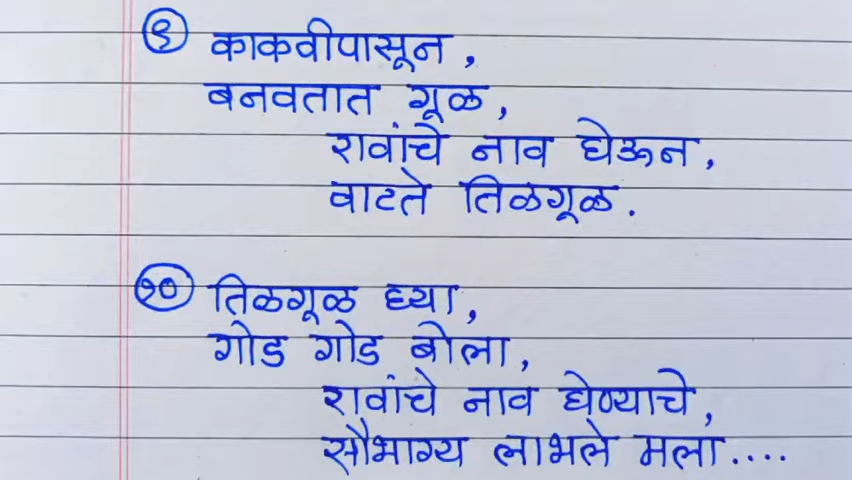 ९ काकवीपासून,
बनवतात गूळ,
रावांचे नाव घेऊन,
वाटते तिळगूळ.
१० तिळगूळ घ्या,
गोड गोड बोला,
रावांचे नाव घेण्याचे,
सौभाग्य लाभले मला....